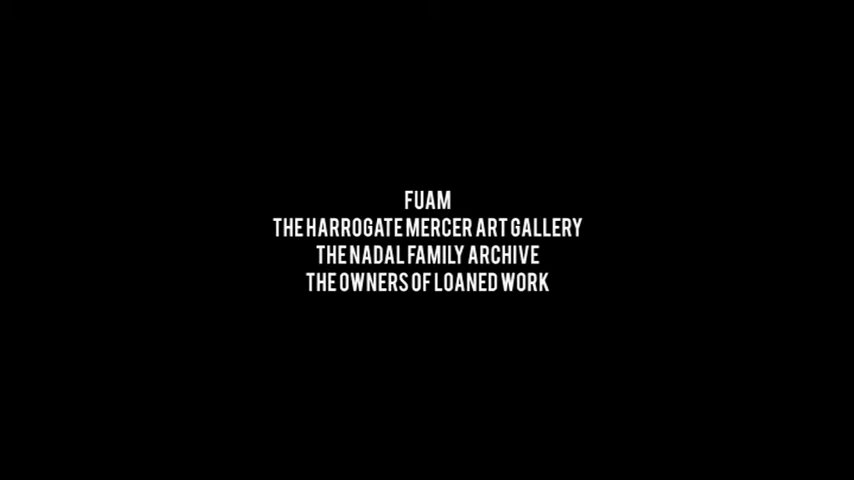 FUAM
THE HARROGATE MERCER ART GALLERY
THE NADAL FAMILY ARCHIVE
THE OWNERS OF LOANED WORK